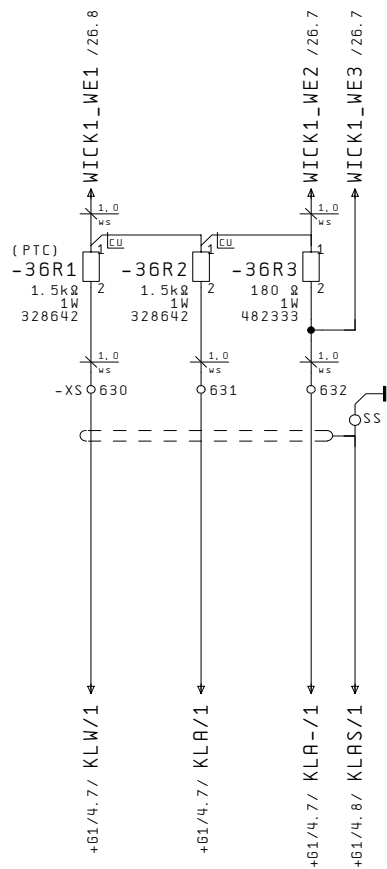 WICK1_WE1 /26.8
WICK1_WE2 /26.7
WICK1_WE3 /26.7
1,0
ws
1,0
ws
CU
CU
(PTC)
-36R1
1
2
1.5kΩ
1W
328642
-36R2
1
2
1.5kΩ
1W
328642
-36R3
1
2
180 Ω
1W
482333
1,0
ws
1,0
ws
1,0
ws
-XS 630
631
632
SS
+G1/4.7/ KLW/1
+G1/4.7/ KLA/1
+G1/4.7/ KLA-/1
+G1/4.8/ KLAS/1